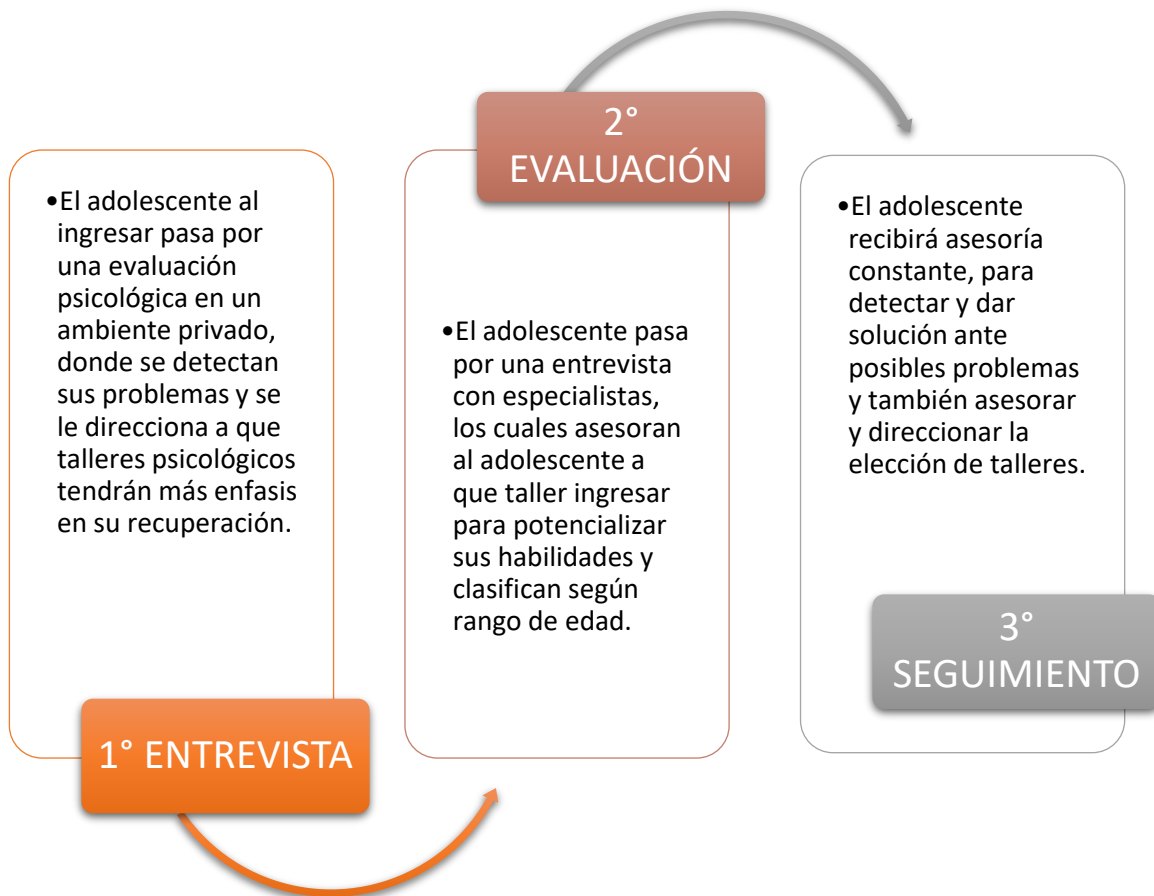 •El adolescente al
ingresar pasa por
una evaluación
psicológica en un
ambiente privado,
donde se detectan
sus problemas y se
le direcciona a que
talleres psicológicos
tendrán más enfasis
en su recuperación.
1° ENTREVISTA
2°
EVALUACIÓN
•El adolescente pasa
por una entrevista
con especialistas,
los cuales asesoran
al adolescente a
que taller ingresar
para potencializar
sus habilidades y
clasifican según
rango de edad.
•El adolescente
recibirá asesoría
constante, para
detectar y dar
solución ante
posibles problemas
y también asesorar
y direccionar la
elección de talleres.
3°
SEGUIMIENTO